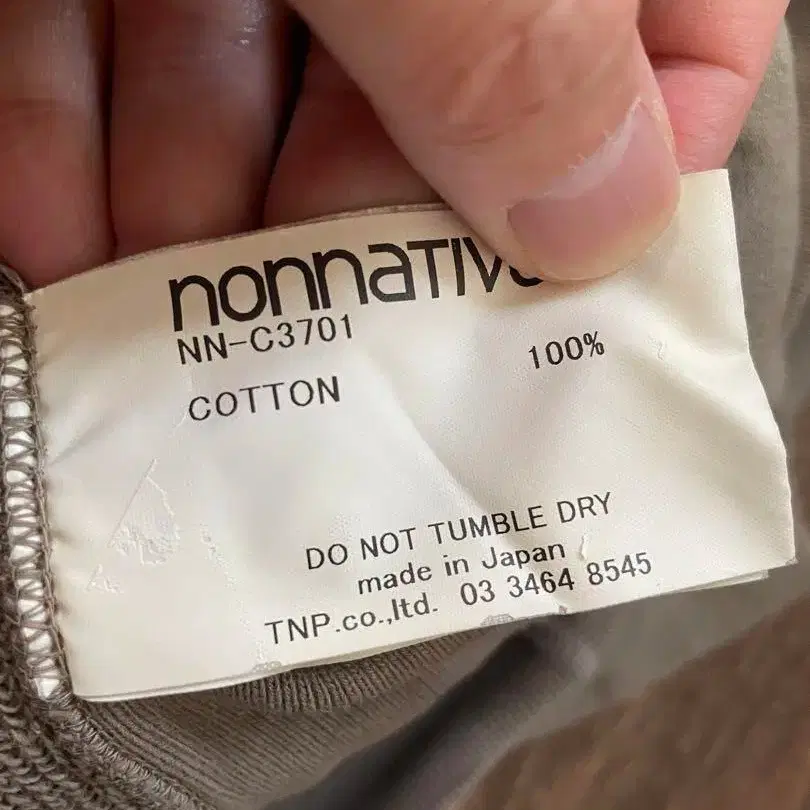 nonnative
NN-C3701
COTTON 100%
DO NOT TUMBLE DRY
made in Japan
TNP.co.,ltd. 03 3464 8545